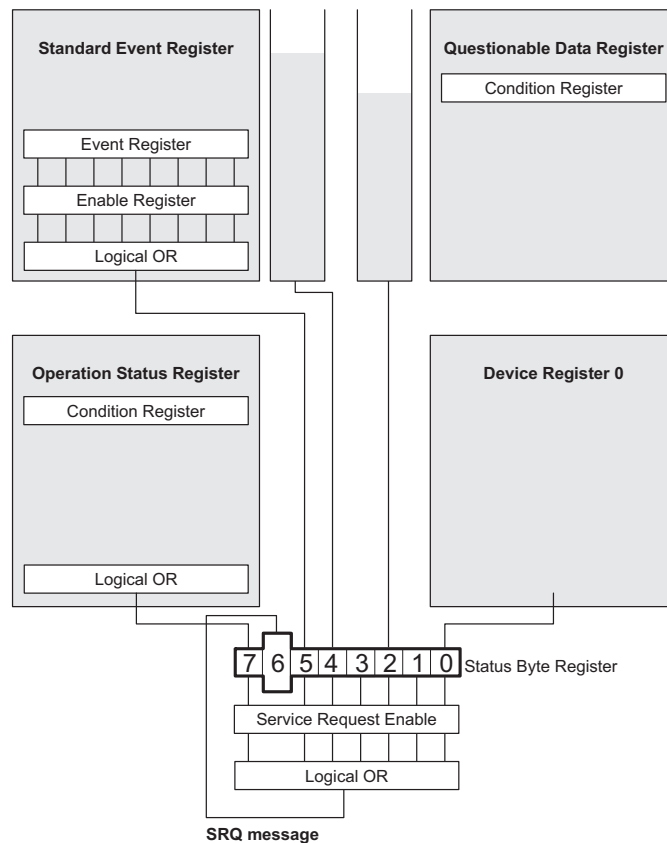 Standard Event Register
Event Register
Enable Register
Logical OR
Questionable Data Register
Condition Register
Operation Status Register
Condition Register
Logical OR
Device Register 0
7 6 5 4 3 2 1 0
Status Byte Register
Service Request Enable
Logical OR
SRQ message